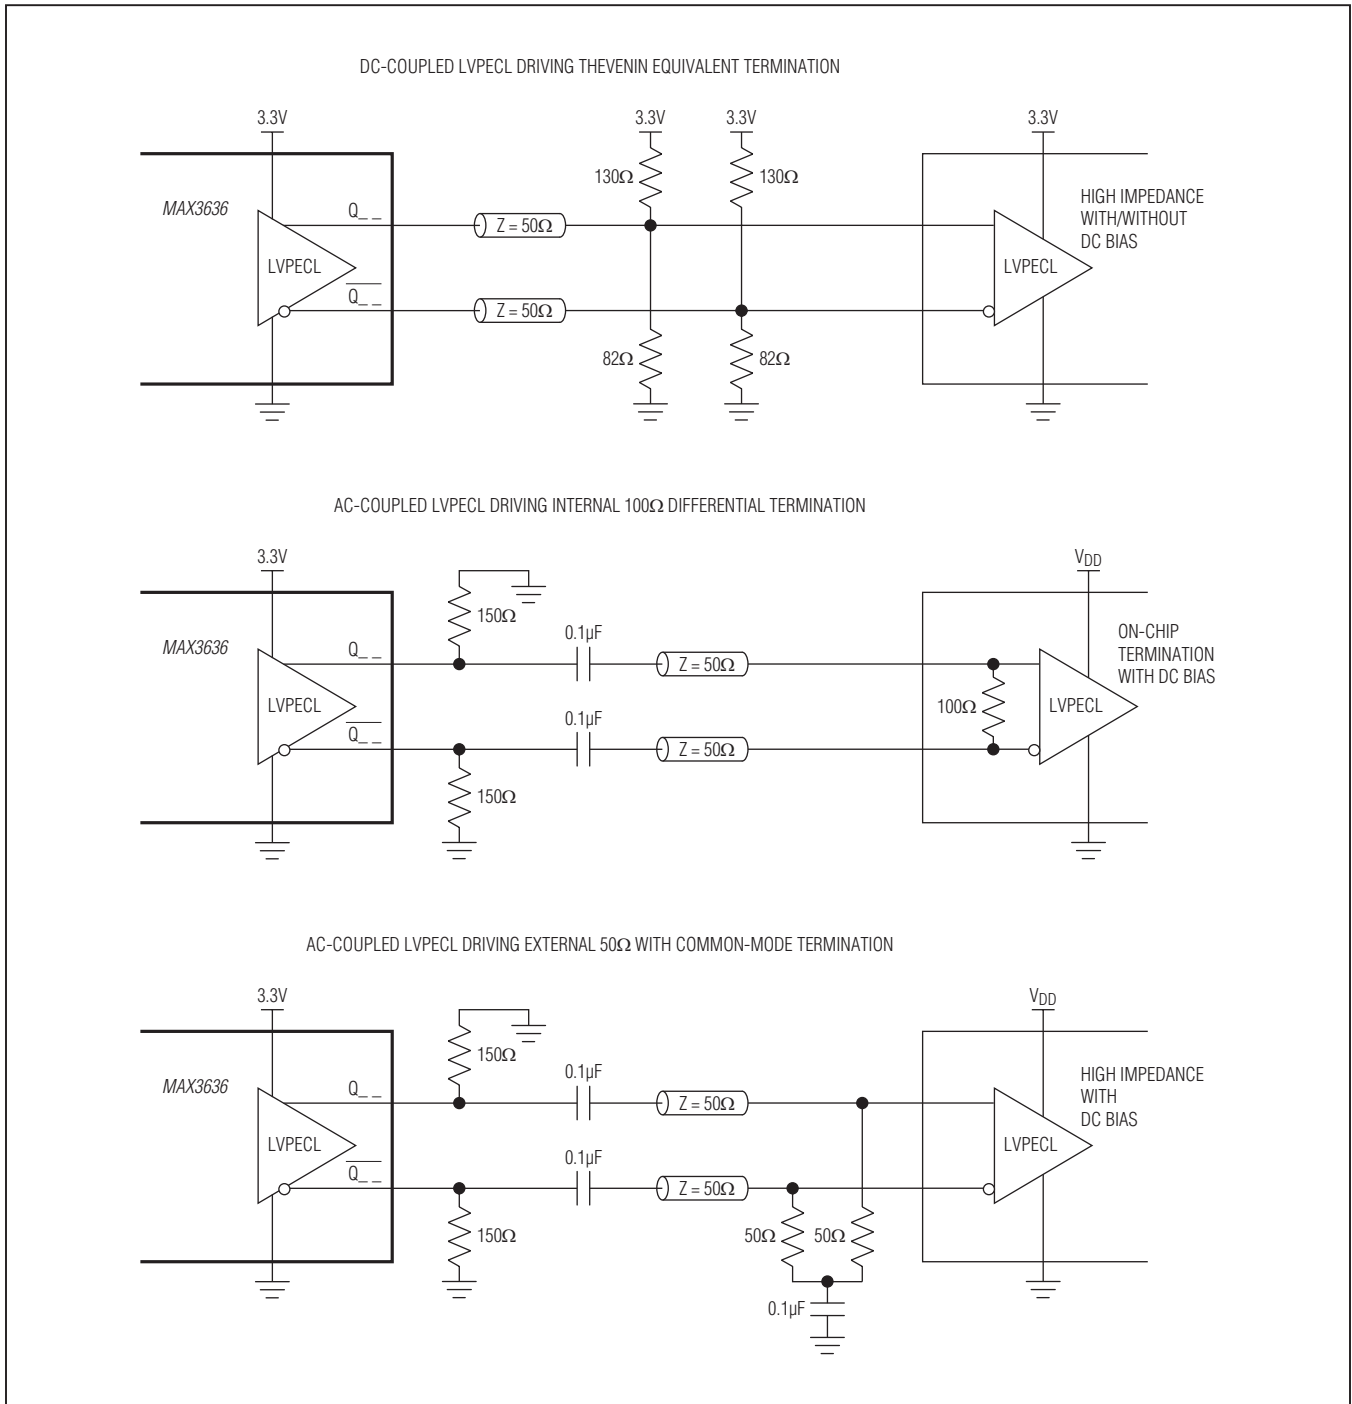 DC-COUPLED LVPECL DRIVING THEVENIN EQUIVALENT TERMINATION
3.3V
3.3V
3.3V
3.3V
130Ω
130Ω
MAX3636
Q_ _
Z = 50Ω
HIGH IMPEDANCE
WITH/WITHOUT
DC BIAS
LVPECL
LVPECL
Q_ _
Z = 50Ω
82Ω
82Ω
AC-COUPLED LVPECL DRIVING INTERNAL 100Ω DIFFERENTIAL TERMINATION
3.3V
VDD
150Ω
0.1µF
MAX3636
Q_ _
Z = 50Ω
ON-CHIP
TERMINATION
WITH DC BIAS
LVPECL
100Ω
LVPECL
0.1µF
Q_ _
Z = 50Ω
150Ω
AC-COUPLED LVPECL DRIVING EXTERNAL 50Ω WITH COMMON-MODE TERMINATION
3.3V
VDD
150Ω
0.1µF
MAX3636
Q_ _
Z = 50Ω
HIGH IMPEDANCE
WITH
DC BIAS
LVPECL
LVPECL
0.1µF
Q_ _
Z = 50Ω
150Ω
50Ω
50Ω
0.1µF